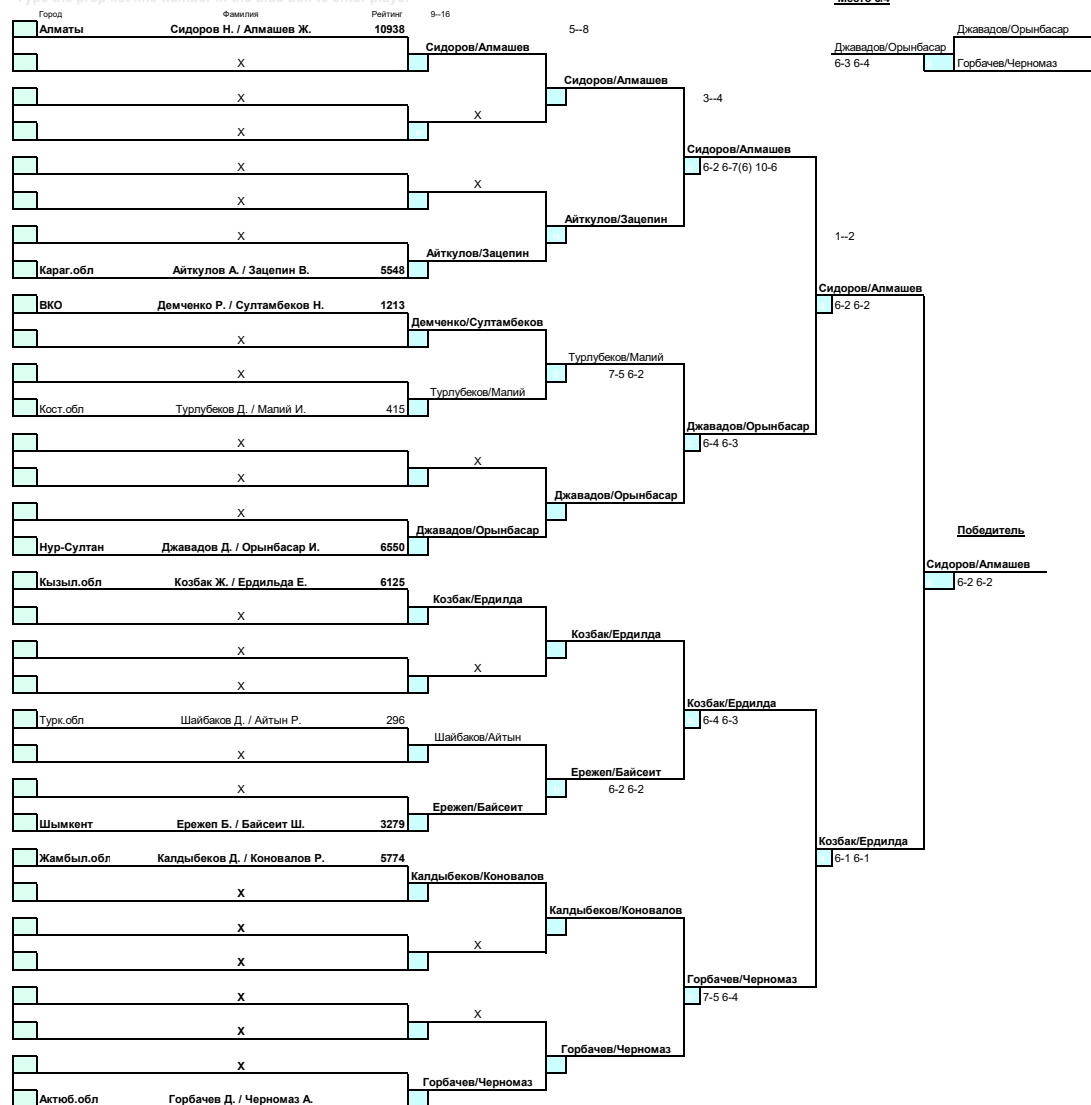 Место 3/4
Город Фамилия Рейтинг 9--16
Алматы Сидоров Н. / Алмашев Ж. 10938 5--8 Джавадов/Орынбасар
Сидоров/Алмашев Джавадов/Орынбасар
X 6-3 6-4 Горбачев/Черномаз
Сидоров/Алмашев
X 3--4
X
X
Сидоров/Алмашев
X 6-2 6-7(6) 10-6
X
X
Айткулов/Зацепин
X 1--2
Айткулов/Зацепин
Караг.обл Айткулов А. / Зацепин В. 5548
Сидоров/Алмашев
ВКО Демченко Р. / Султамбеков Н. 1213 6-2 6-2
Демченко/Султамбеков
X
Турлубеков/Малий
X 7-5 6-2
Турлубеков/Малий
Кост.обл Турлубеков Д. / Малий И. 415
Джавадов/Орынбасар
X 6-4 6-3
X
X
Джавадов/Орынбасар
X
Джавадов/Орынбасар Победитель
Нур-Султан Джавадов Д. / Орынбасар И. 6550
Сидоров/Алмашев
Кызыл.обл Козбак Ж. / Ердильда Е. 6125 6-2 6-2
Козбак/Ердилда
X
Козбак/Ердилда
X
X
X
Козбак/Ердилда
Турк.обл Шайбаков Д. / Айтын Р. 296 6-4 6-3
Шайбаков/Айтын
X
Ережеп/Байсеит
X 6-2 6-2
Ережеп/Байсеит
Шымкент Ережеп Б. / Байсеит Ш. 3279
Козбак/Ердилда
Жамбыл.обл Калдыбеков Д. / Коновалов Р. 5774 6-1 6-1
Калдыбеков/Коновалов
X
Калдыбеков/Коновалов
X
X
X
Горбачев/Черномаз
X 7-5 6-4
X
X
Горбачев/Черномаз
X
Горбачев/Черномаз
Актюб.обл Горбачев Д. / Черномаз А.